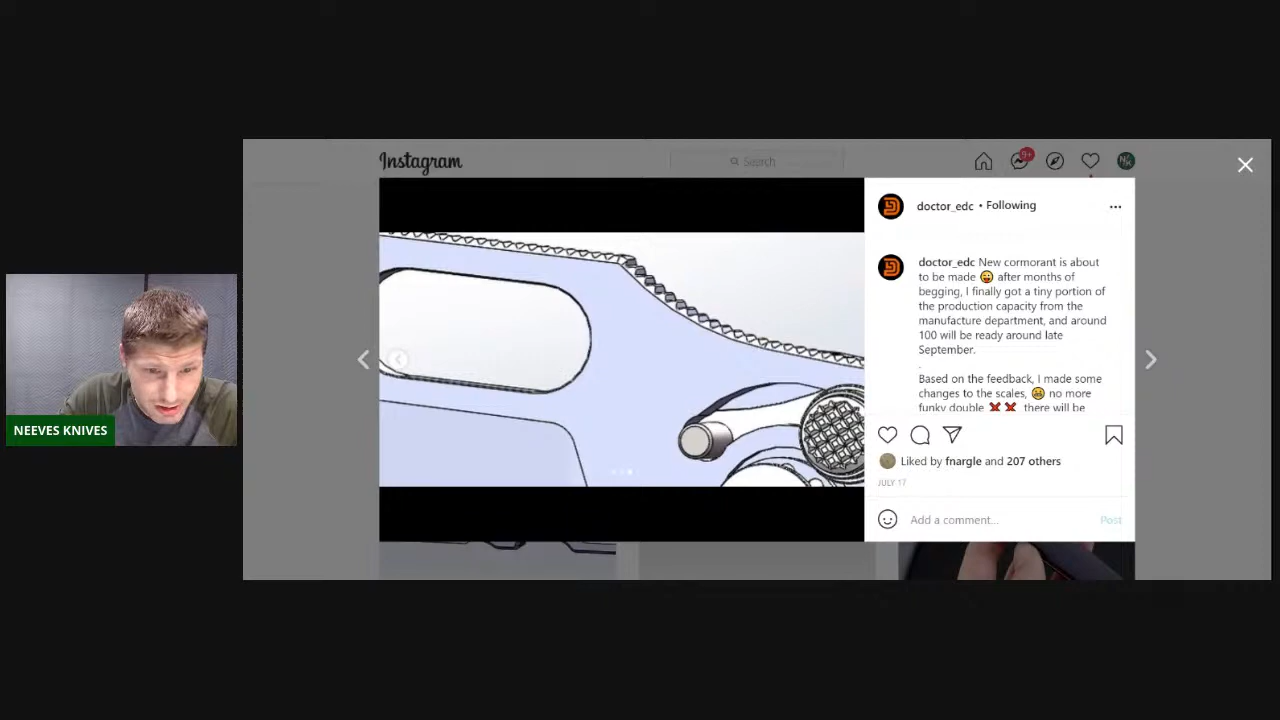 Instagram
Search
9+
doctor_edc • Following
doctor_edc New cormorant is about
to be made 😜 after months of
begging, I finally got a tiny portion of
the production capacity from the
manufacture department, and around
100 will be ready around late
September.
.
Based on the feedback, I made some
changes to the scales, 😆 no more
funky double ❌ ❌ there will be
Liked by fnargle and 207 others
JULY 17
Add a comment...
Post
NEEVES KNIVES